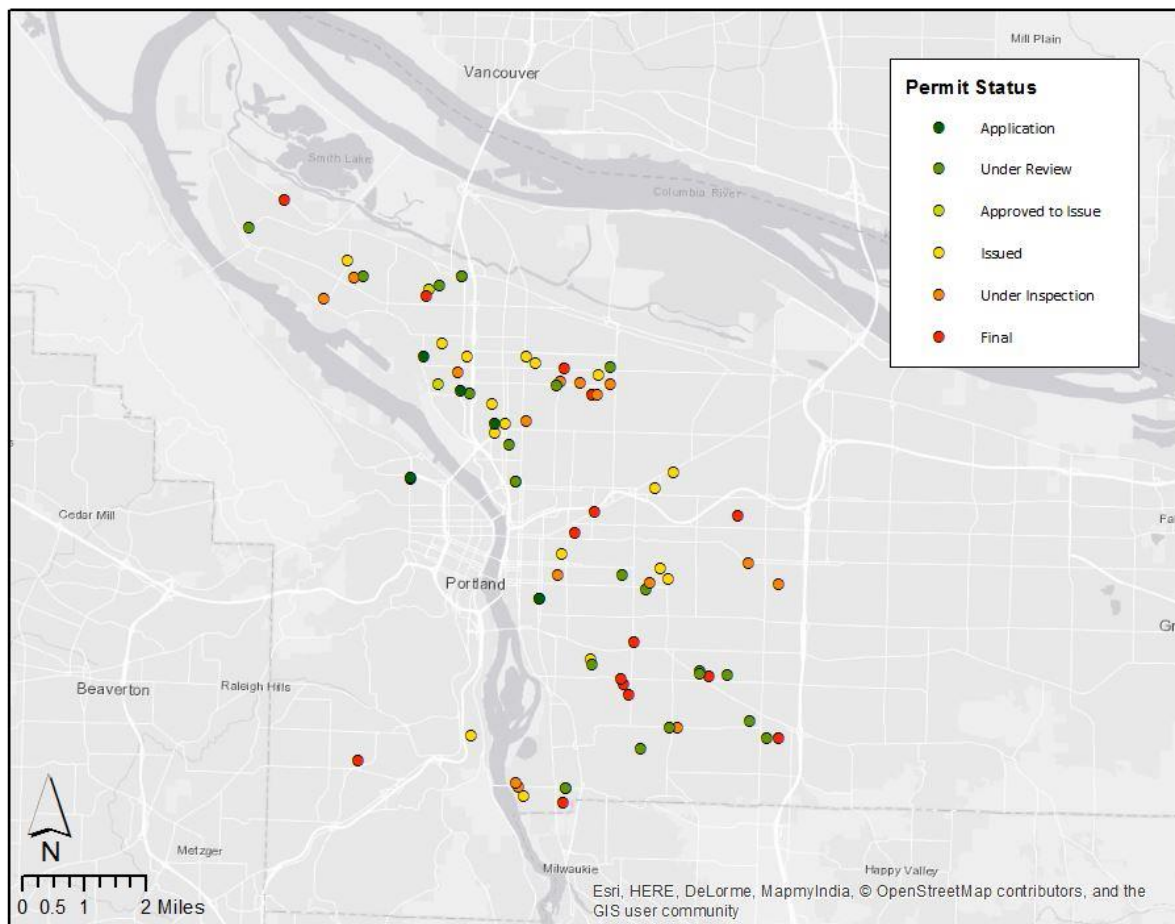 Mill Plain
Vancouver
Permit Status
Application
Under Review
Approved to Issue
Issued
Under Inspection
Final
Smith Lake
Columbia River
Cedar Mill
Fa
Portland
Gr
Beaverton
Raleigh Hills
N
Metzger
Milwaukie
Happy Valley
0 0.5 1 2 Miles
Esri, HERE, DeLorme, MapmyIndia, © OpenStreetMap contributors, and the
GIS user community